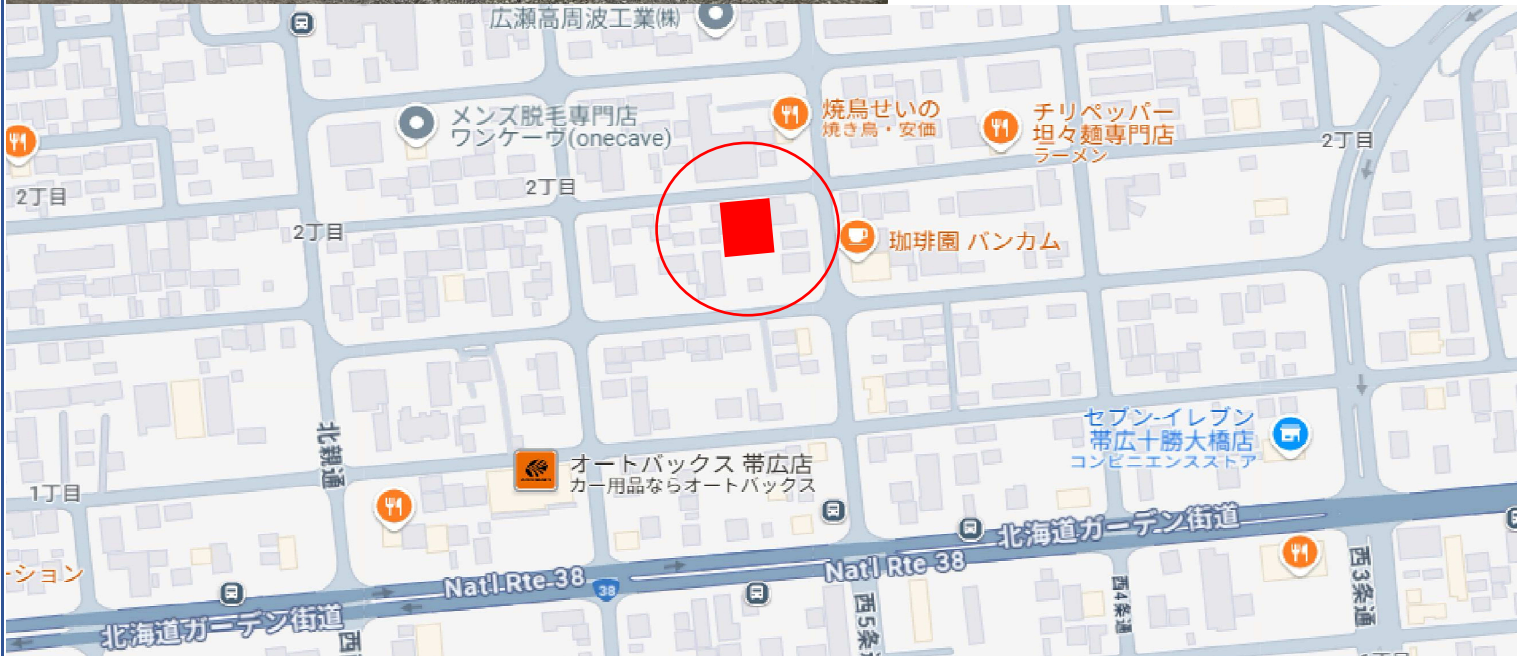 広瀬高周波工業㈱
メンズ脱毛専門店
ワンケーヴ(onecave)
焼鳥せいの
焼き鳥・安価
チリペッパー
坦々麺専門店
ラーメン
2丁目
2丁目
2丁目
2丁目
珈琲園 バンカム
北親通
セブン-イレブン
帯広十勝大橋店
コンビニエンスストア
オートバックス 帯広店
カー用品ならオートバックス
1丁目
北海道ガーデン街道
Nat'l Rte 38
Nat'l Rte 38
38
ーション
北海道ガーデン街道
西3条通
西4条通
西5条
西